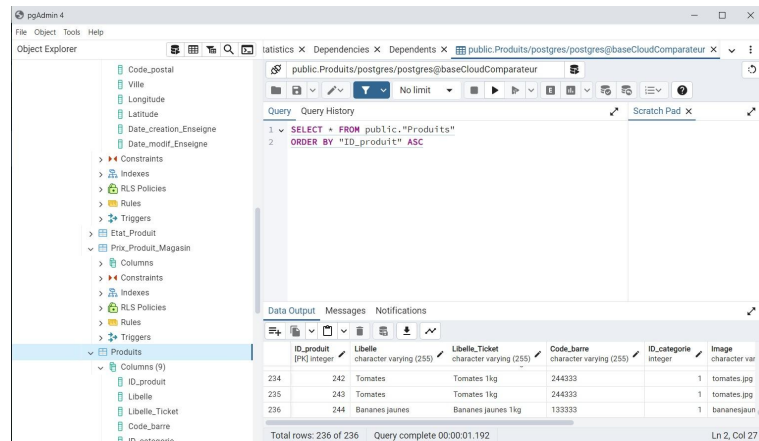 pgAdmin 4
File Object Tools Help
Object Explorer
tatistics Dependencies Dependents public.Produits/postgres/postgres@baseCloudComparateur
Code_postal
Ville
Longitude
Latitude
Date_creation_Enseigne
Date_modif_Enseigne
Constraints
Indexes
RLS Policies
Rules
Triggers
Etat_Produit
Prix_Produit_Magasin
Columns
Constraints
Indexes
RLS Policies
Rules
Triggers
Produits
Columns (9)
ID_produit
Libelle
Libelle_Ticket
Code_barre
ID_categorie
public.Produits/postgres/postgres@baseCloudComparateur
No limit
Query Query History
Scratch Pad
1 SELECT * FROM public."Produits"
2 ORDER BY "ID_produit" ASC
Data Output Messages Notifications
ID_produit Libelle Libelle_Ticket Code_barre ID_categorie Image
[PK] integer character varying (255) character varying (255) character varying (255) integer character var
234 242 Tomates Tomates 1kg 244333 1 tomates.jpg
235 243 Tomates Tomates 1kg 244333 1 tomates.jpg
236 244 Bananes jaunes Bananes jaunes 1kg 133333 1 bananesjaun
Total rows: 236 of 236 Query complete 00:00:01.192 Ln 2, Col 27